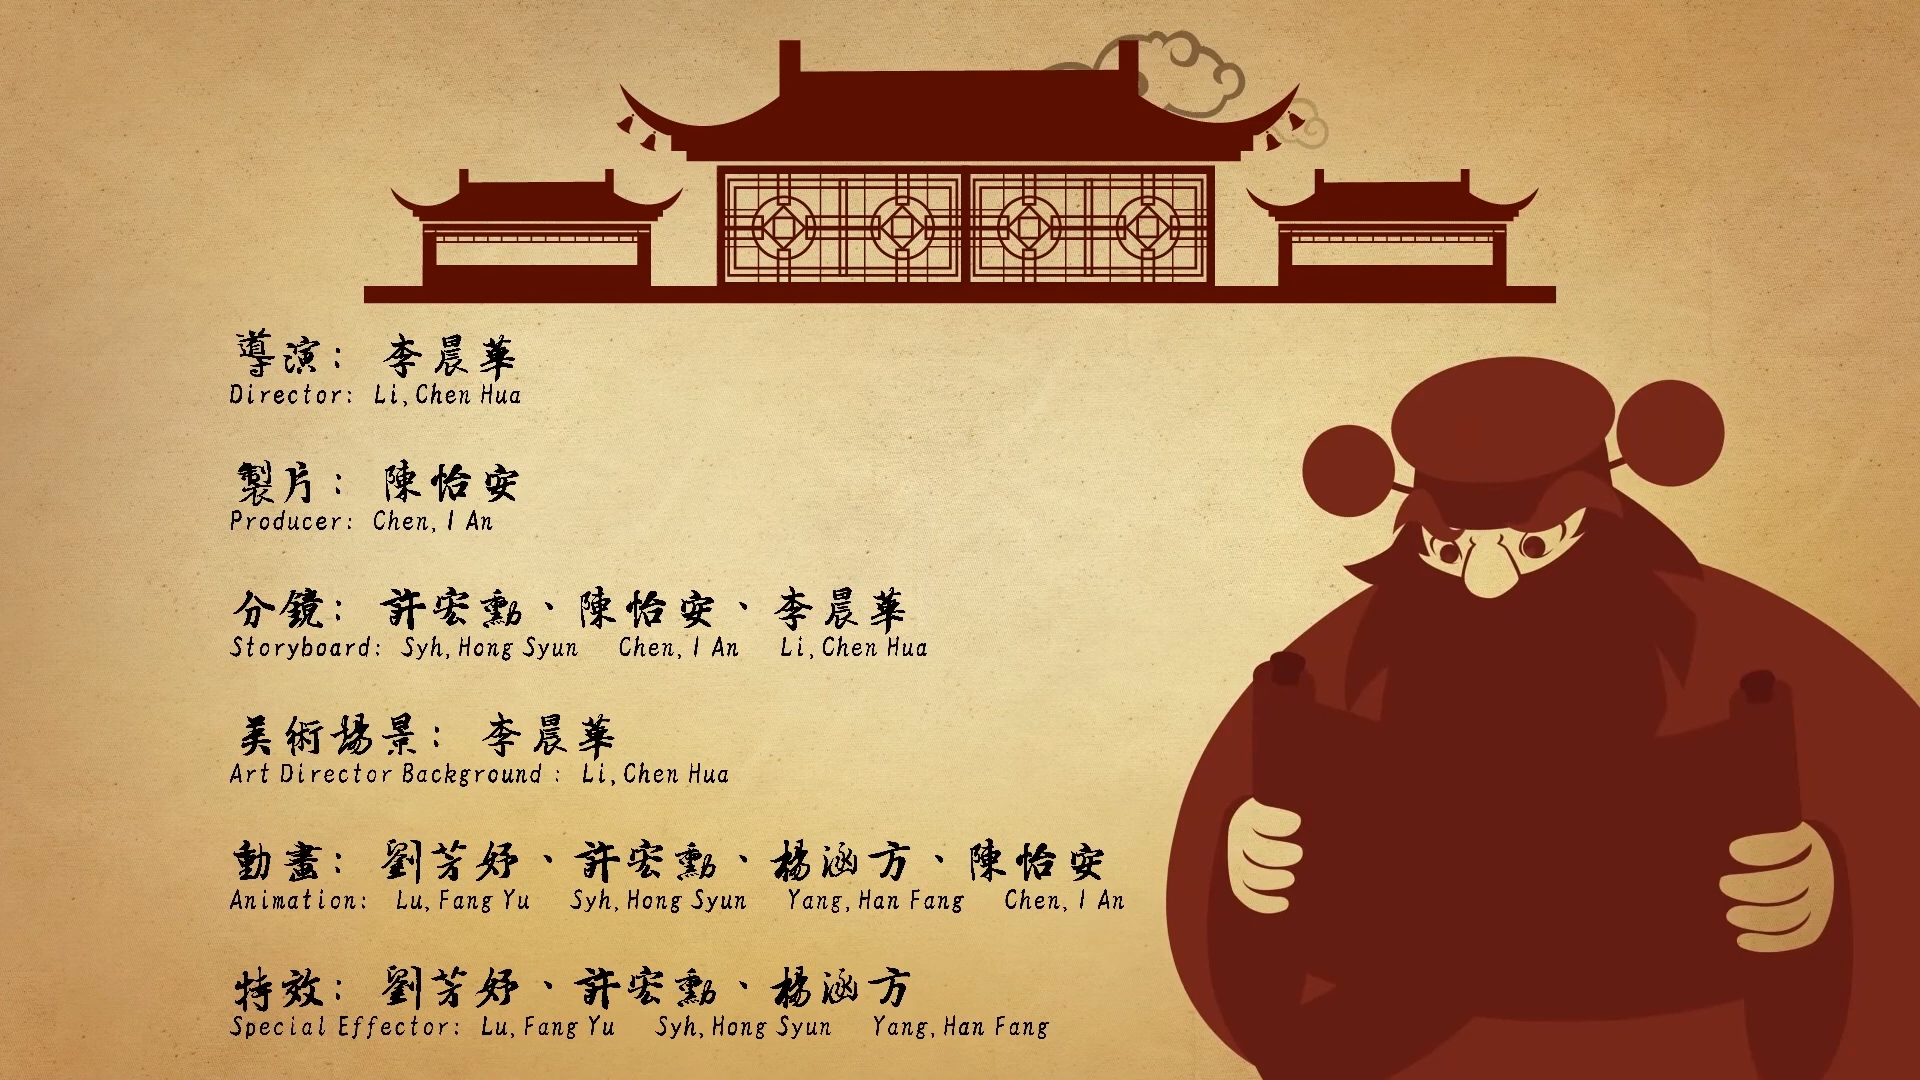 導演： 李晨華
Director: Li, Chen Hua
製片： 陳怡安
Producer: Chen, I An
分鏡： 許宏勳、陳怡安、李晨華
Storyboard: Syh, Hong Syun Chen, I An Li, Chen Hua
美術場景： 李晨華
Art Director Background : Li, Chen Hua
動畫： 劉芳妤、許宏勳、楊涵方、陳怡安
Animation: Lu, Fang Yu Syh, Hong Syun Yang, Han Fang Chen, I An
特效： 劉芳妤、許宏勳、楊涵方
Special Effector: Lu, Fang Yu Syh, Hong Syun Yang, Han Fang